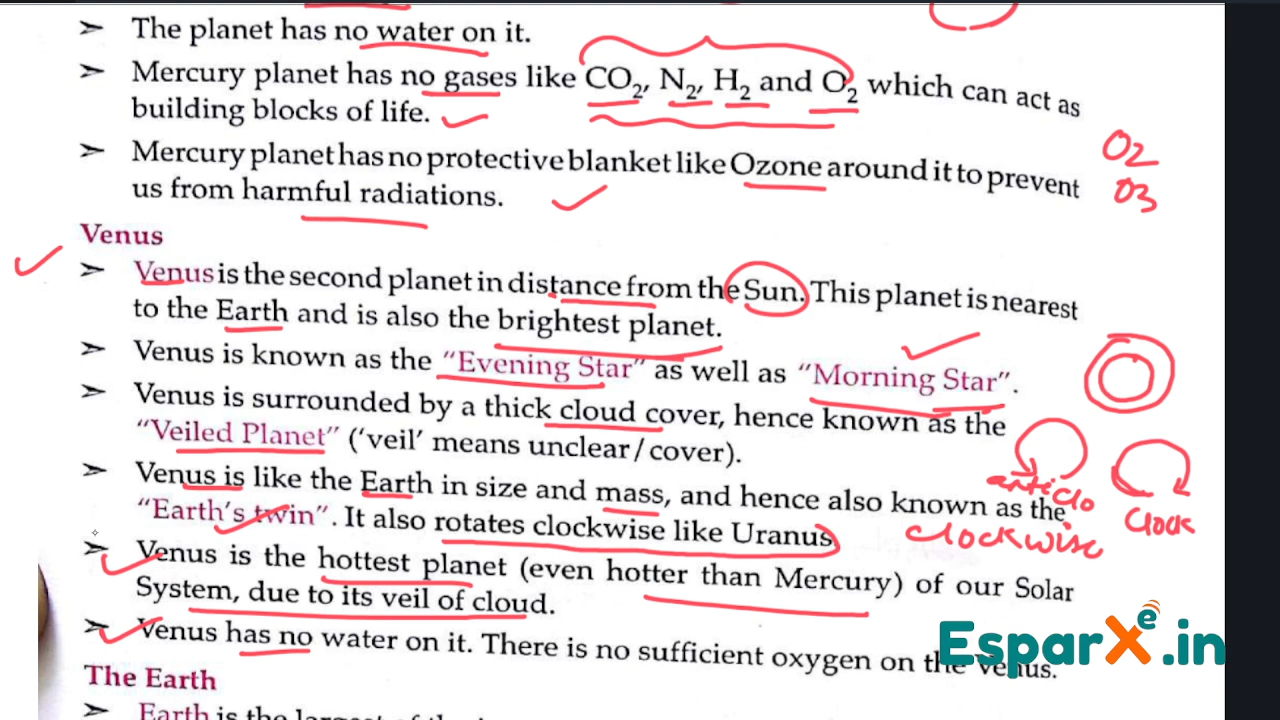 ➢ The planet has no water on it.
➢ Mercury planet has no gases like CO₂, N₂, H₂ and O₂ which can act as
building blocks of life.
➢ Mercury planet has no protective blanket like Ozone around it to prevent
us from harmful radiations.
O2
O3
Venus
➢ Venus is the second planet in distance from the Sun. This planet is nearest
to the Earth and is also the brightest planet.
➢ Venus is known as the "Evening Star" as well as "Morning Star".
➢ Venus is surrounded by a thick cloud cover, hence known as the
"Veiled Planet" ('veil' means unclear/cover).
➢ Venus is like the Earth in size and mass, and hence also known as the
"Earth's twin". It also rotates clockwise like Uranus
anticlo
clockwise
clock
➢ Venus is the hottest planet (even hotter than Mercury) of our Solar
System, due to its veil of cloud.
➢ Venus has no water on it. There is no sufficient oxygen on the Venus.
EsparXe.in
The Earth
➢ Earth is the largest of the